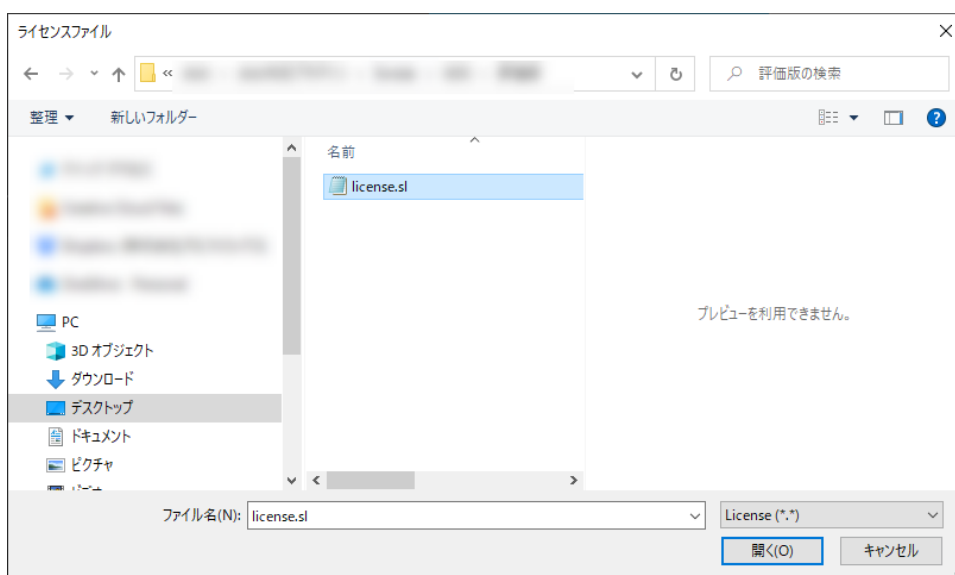 ライセンスファイル
«
評価版の検索
整理 新しいフォルダー
名前
license.sl
PC
3D オブジェクト
ダウンロード
デスクトップ
ドキュメント
ピクチャ
プレビューを利用できません。
ファイル名(N): license.sl License (*.*)
開く(O) キャンセル